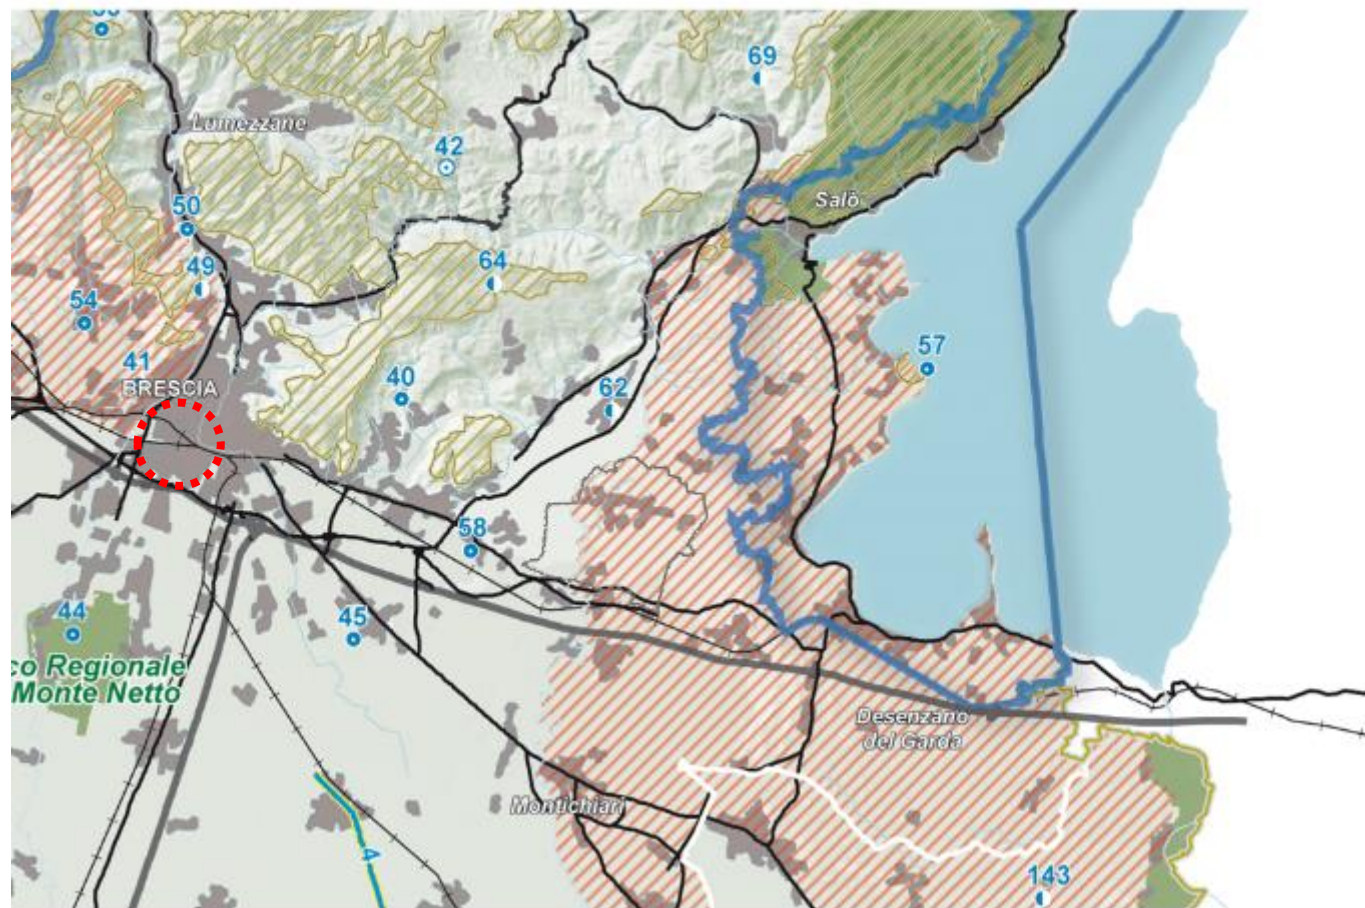 69
Lumezzane
42
Salò
50
49
64
54
57
41
BRESCIA
40
62
58
44
45
co Regionale
Monte Netto
Desenzano
del Garda
Montichiari
4
143